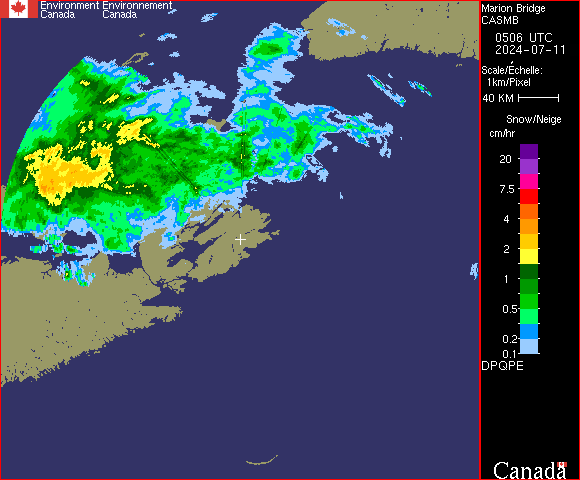 Environment Environnement
Canada Canada
Marion Bridge
CASMB
0506 UTC
2024-07-11
Scale/Echelle:
1km/Pixel
40 KM
Snow/Neige
cm/hr
20
7.5
4
2
1
0.5
0.2
0.1
DPQPE
Canada